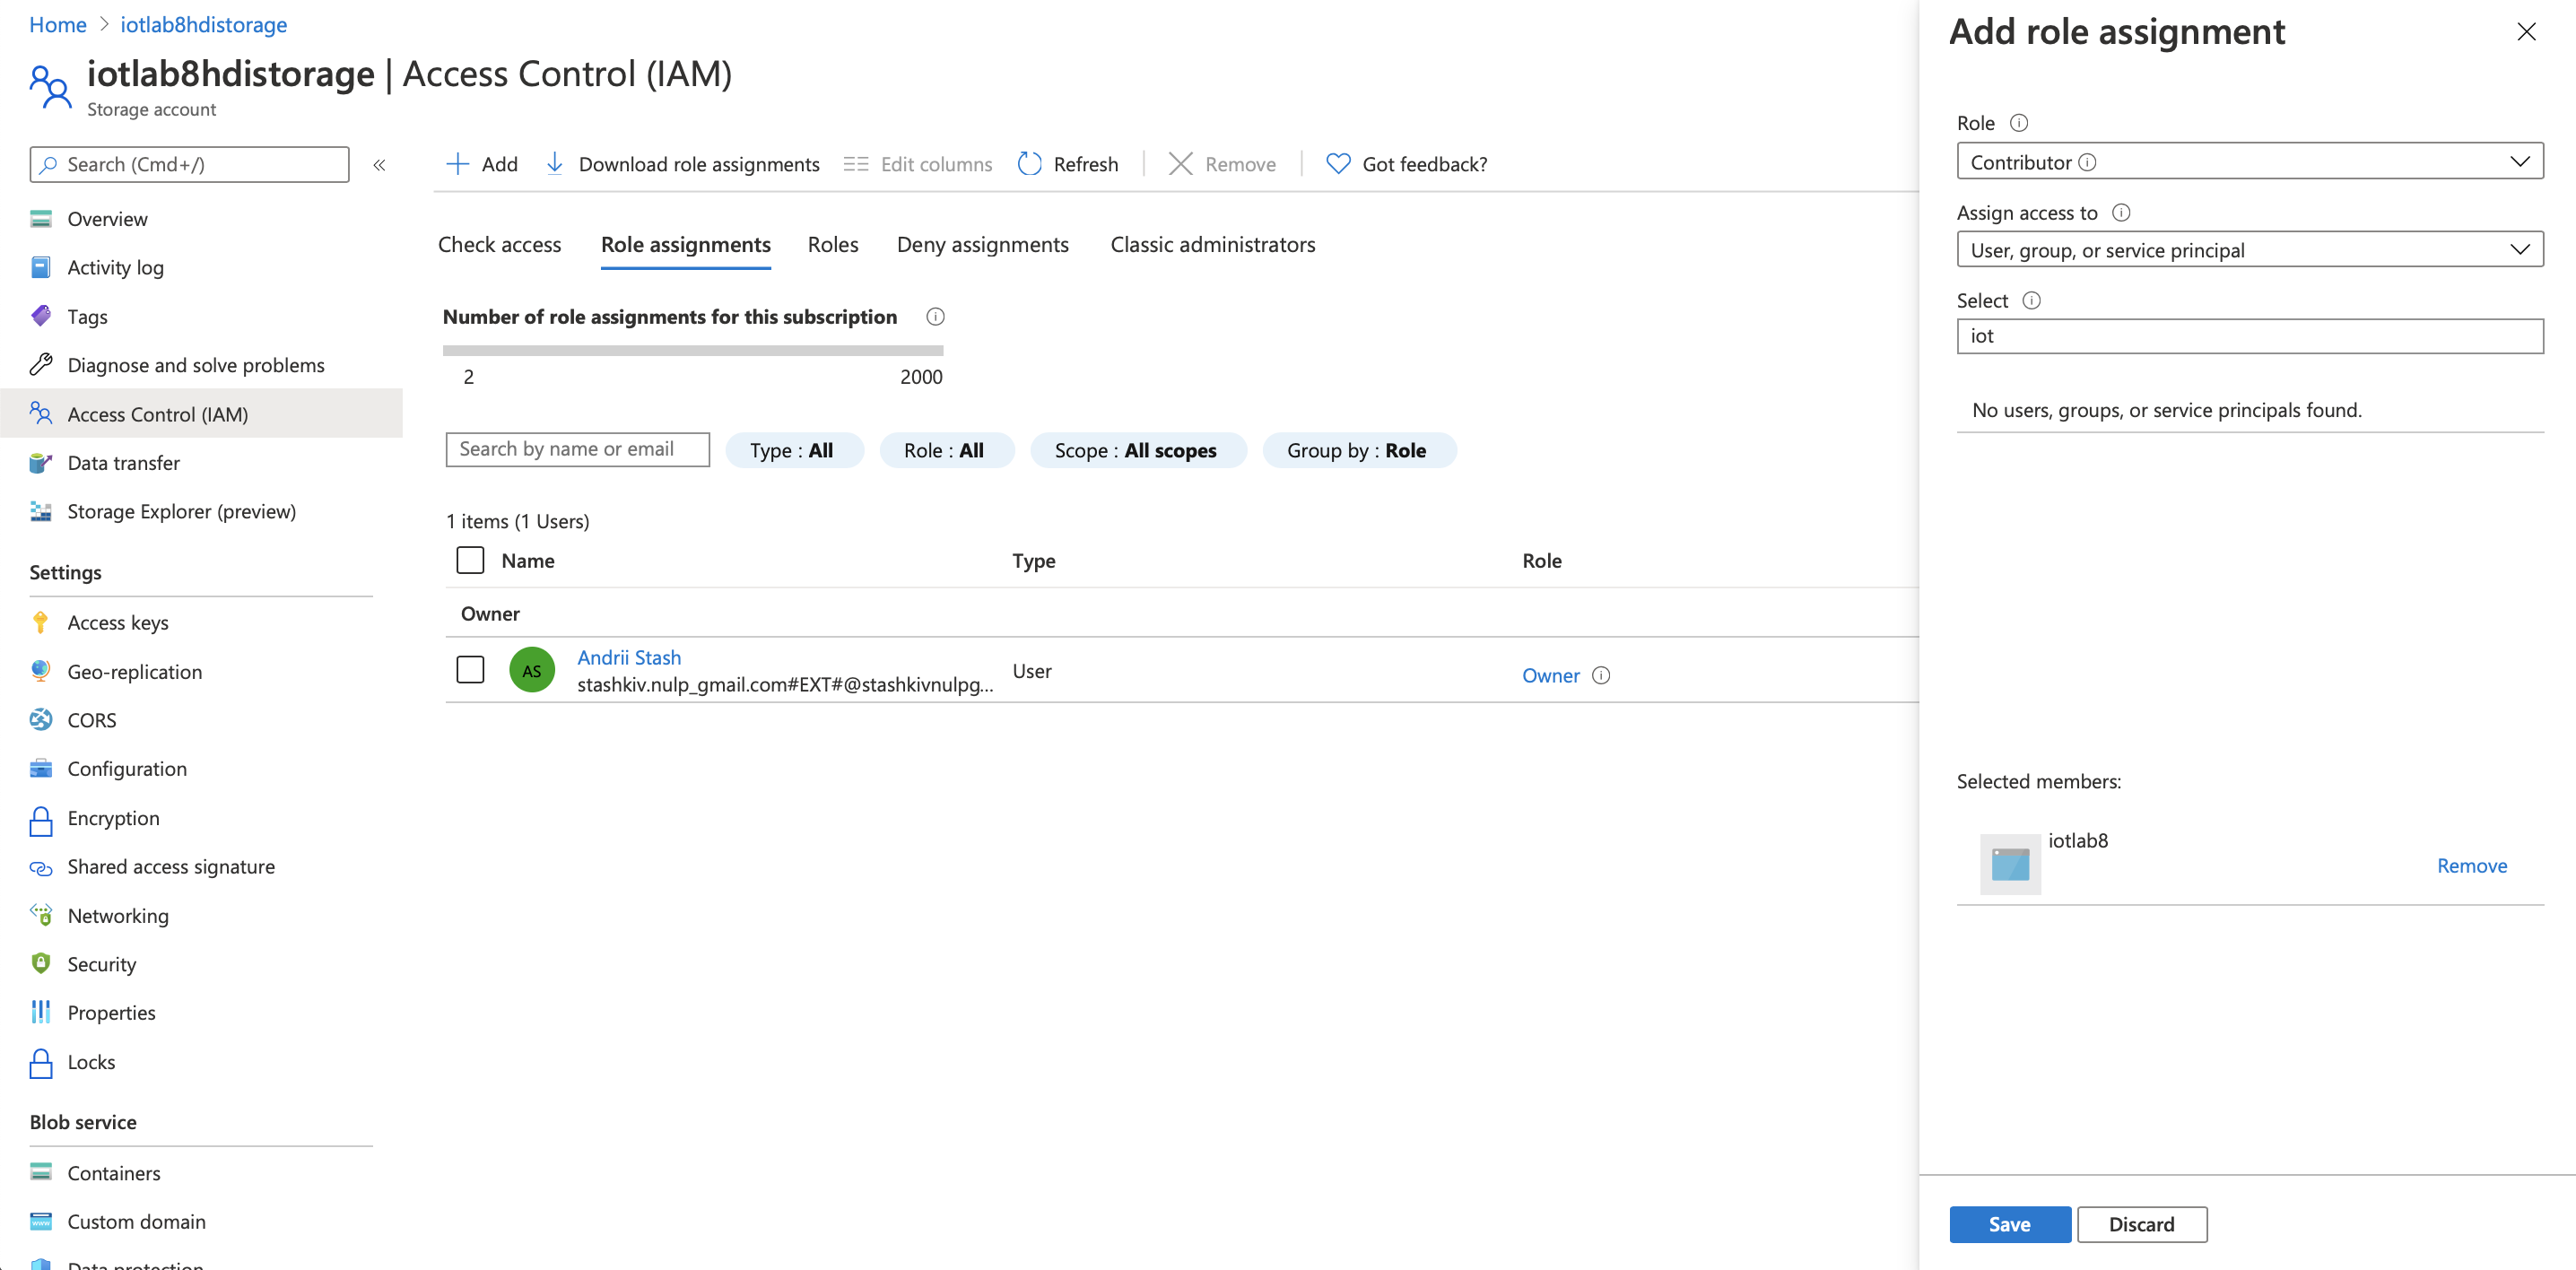 Home > iotlab8hdistorage
iotlab8hdistorage | Access Control (IAM)
Storage account
Search (Cmd+/)
«
Overview
Activity log
Tags
Diagnose and solve problems
Access Control (IAM)
Data transfer
Storage Explorer (preview)
Settings
Access keys
Geo-replication
CORS
Configuration
Encryption
Shared access signature
Networking
Security
Properties
Locks
Blob service
Containers
Custom domain
Data protection
Add Download role assignments Edit columns Refresh Remove Got feedback?
Check access Role assignments Roles Deny assignments Classic administrators
Number of role assignments for this subscription
2 2000
Search by name or email Type : All Role : All Scope : All scopes Group by : Role
1 items (1 Users)
Name Type Role
Owner
AS Andrii Stash User Owner
stashkiv.nulp_gmail.com#EXT#@stashkivnulpg...
Add role assignment
Role
Contributor
Assign access to
User, group, or service principal
Select
iot
No users, groups, or service principals found.
Selected members:
iotlab8
Remove
Save Discard